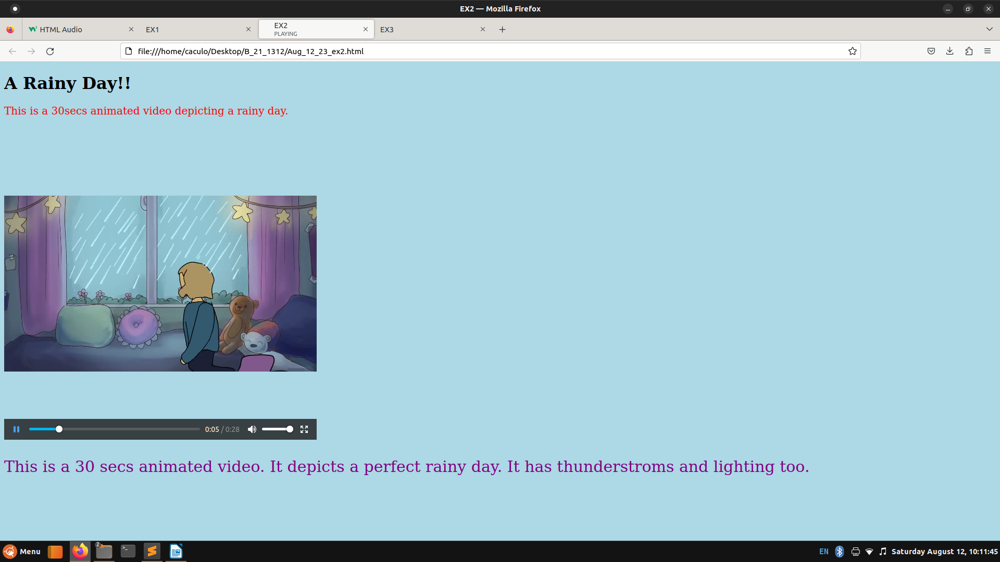 EX2 — Mozilla Firefox
HTML Audio
EX1
EX2
PLAYING
EX3
file:///home/caculo/Desktop/B_21_1312/Aug_12_23_ex2.html
A Rainy Day!!
This is a 30secs animated video depicting a rainy day.
0:05 / 0:28
This is a 30 secs animated video. It depicts a perfect rainy day. It has thunderstroms and lighting too.
Menu
2
EN
Saturday August 12, 10:11:45